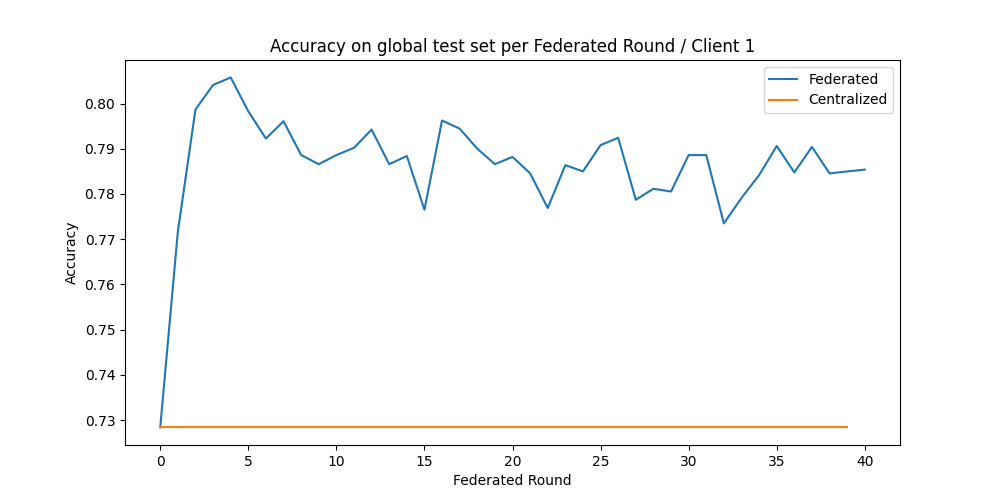 Accuracy on global test set per Federated Round / Client 1
Federated
Centralized
Accuracy
0.80
0.79
0.78
0.77
0.76
0.75
0.74
0.73
0 5 10 15 20 25 30 35 40
Federated Round